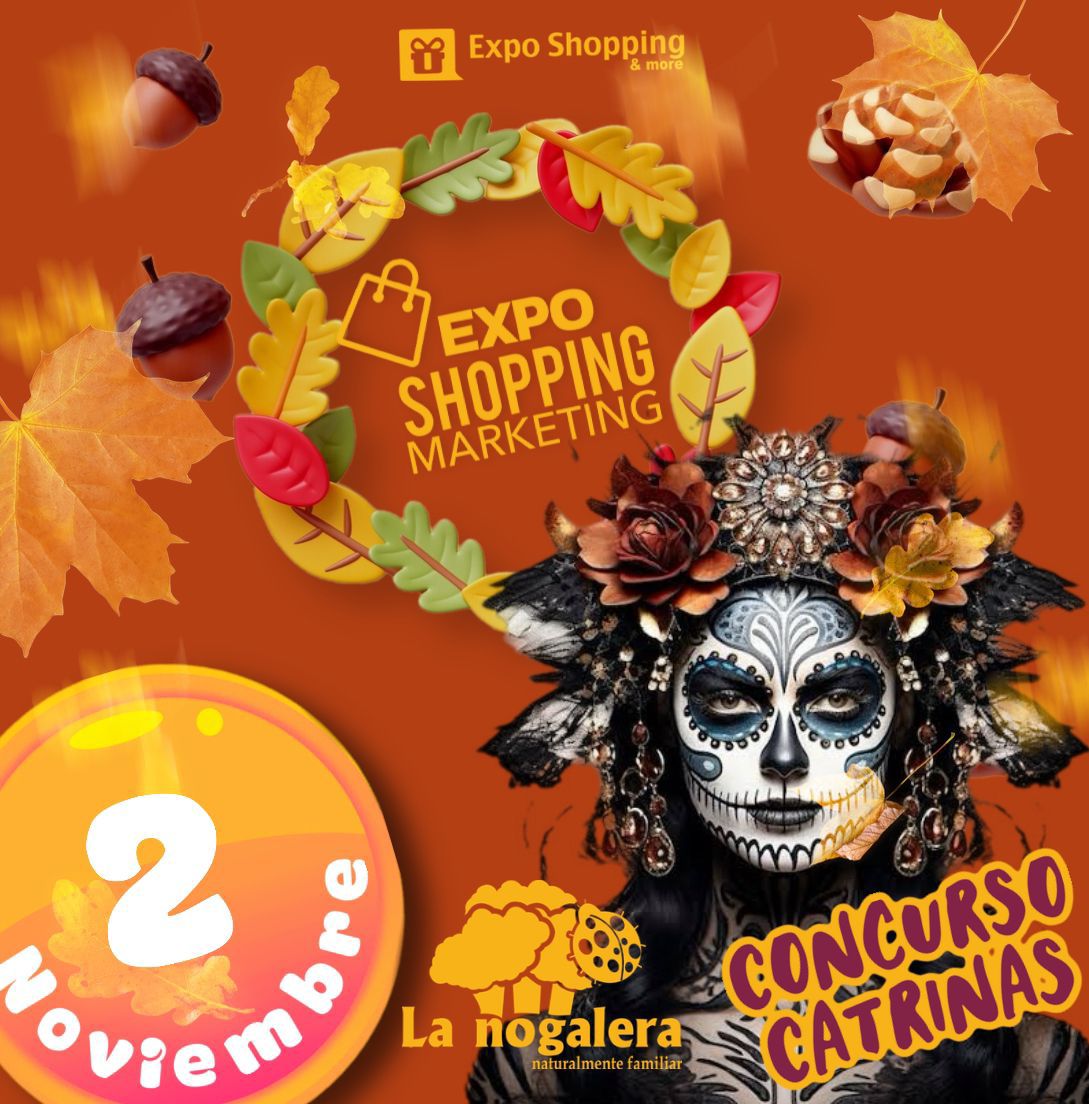 Expo Shopping
& more
EXPO
SHOPPING
MARKETING
2
Noviembre
La nogalera
naturalmente familiar
CONCURSO
CATRINAS